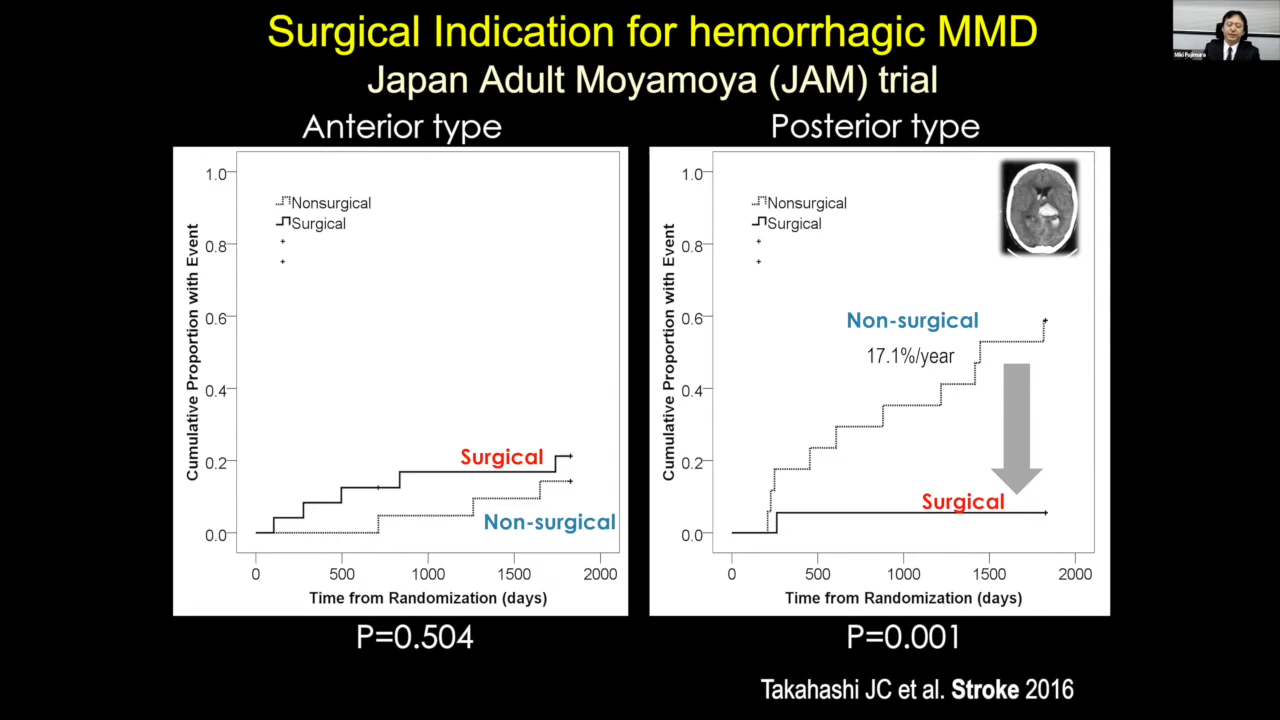 Surgical Indication for hemorrhagic MMD
Japan Adult Moyamoya (JAM) trial
Miki Fujimura
Anterior type
Cumulative Proportion with Event
1.0
0.8
0.6
0.4
0.2
0.0
Nonsurgical
Surgical
Surgical
Non-surgical
0 500 1000 1500 2000
Time from Randomization (days)
P=0.504
Posterior type
Cumulative Proportion with Event
1.0
0.8
0.6
0.4
0.2
0.0
Nonsurgical
Surgical
Non-surgical
17.1%/year
Surgical
0 500 1000 1500 2000
Time from Randomization (days)
P=0.001
Takahashi JC et al. Stroke 2016